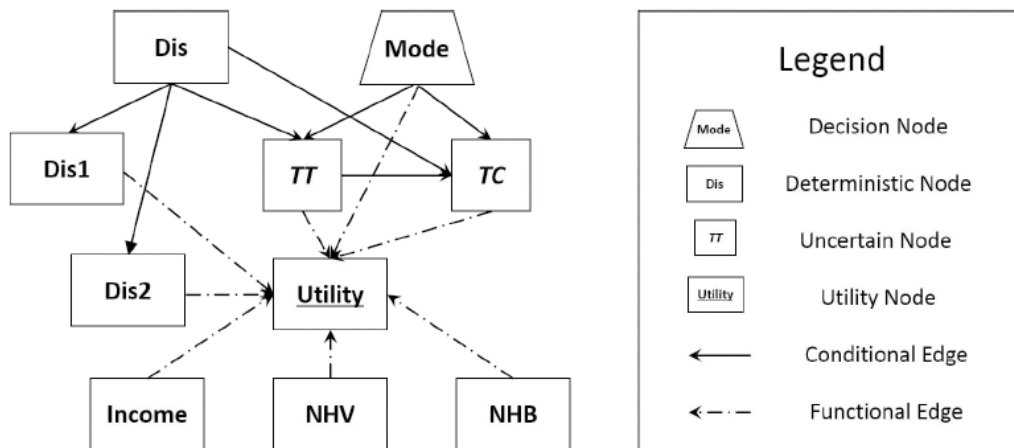 Dis
Mode
Dis1
TT
TC
Dis2
Utility
Income
NHV
NHB
Legend
Mode
Decision Node
Dis
Deterministic Node
TT
Uncertain Node
Utility
Utility Node
Conditional Edge
Functional Edge